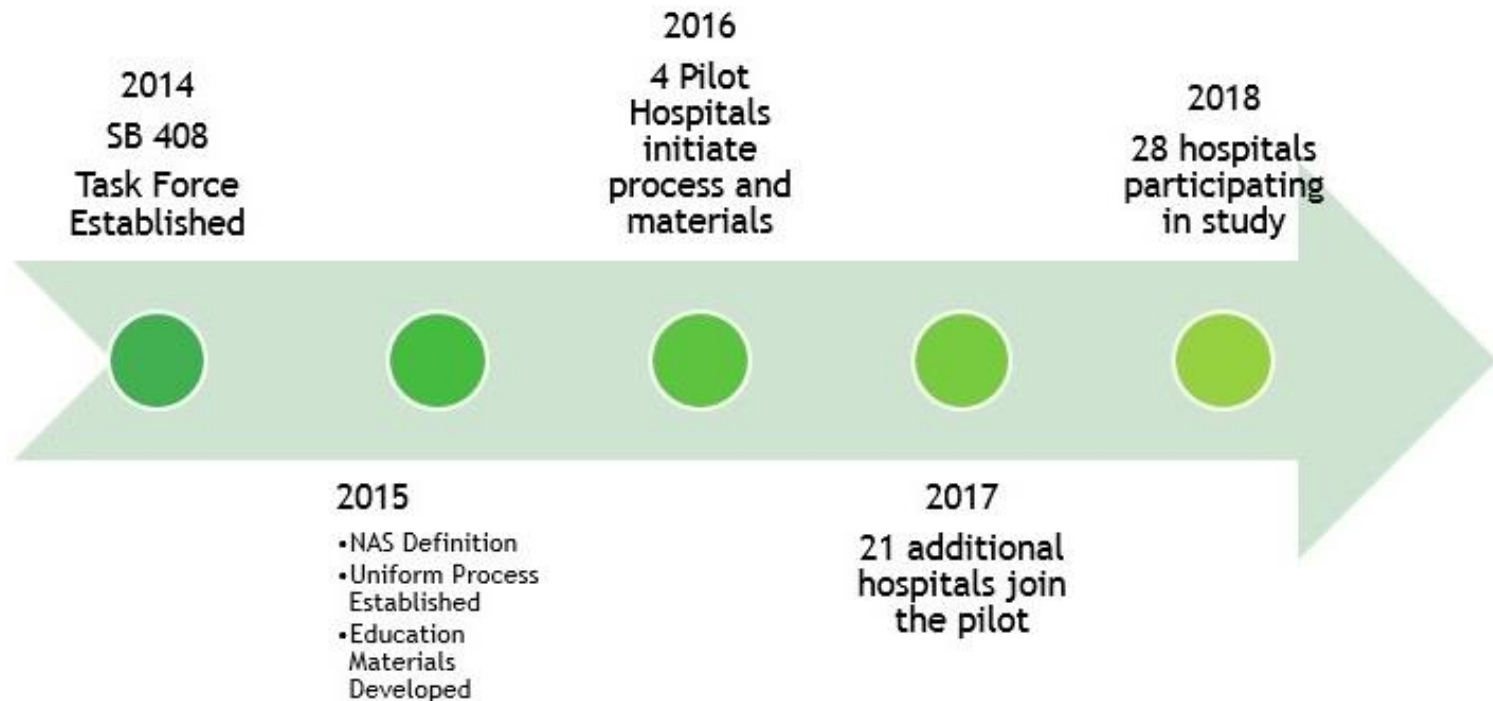 2014
SB 408
Task Force
Established
2015
•NAS Definition
•Uniform Process
Established
•Education
Materials
Developed
2016
4 Pilot
Hospitals
initiate
process and
materials
2017
21 additional
hospitals join
the pilot
2018
28 hospitals
participating
in study